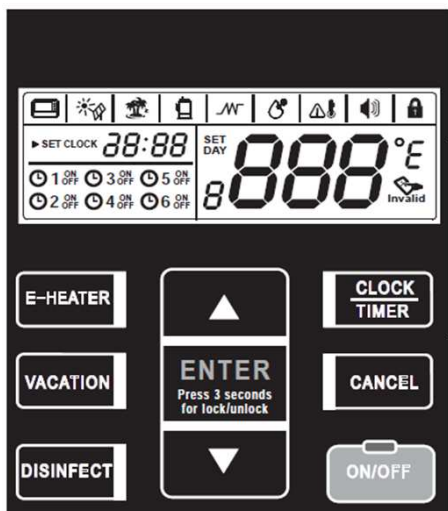 SET CLOCK 28:88
SET
DAY
8
888
°E
Invalid
1 ON OFF 3 ON OFF 5 ON OFF
2 ON OFF 4 ON OFF 6 ON OFF
E-HEATER
VACATION
DISINFECT
ENTER
Press 3 seconds
for lock/unlock
CLOCK
TIMER
CANCEL
ON/OFF